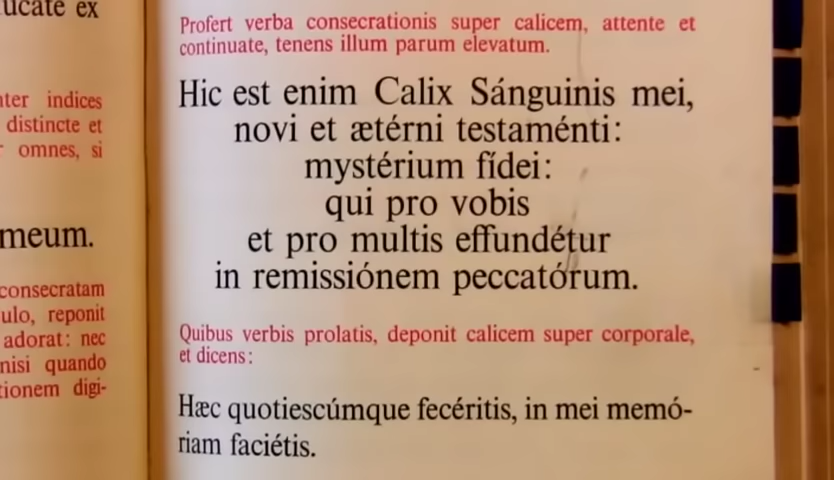 ucate ex
nter indices
distincte et
omnes, si
meum.
consecratam
ulo, reponit
adorat: nec
nisi quando
tionem digi-
Profert verba consecrationis super calicem, attente et
continuate, tenens illum parum elevatum.
Hic est enim Calix Sánguinis mei,
novi et ætérni testaménti:
mystérium fídei:
qui pro vobis
et pro multis effundétur
in remissiónem peccatórum.
Quibus verbis prolatis, deponit calicem super corporale,
et dicens:
Hæc quotiescúmque fecéritis, in mei memó-
riam faciétis.